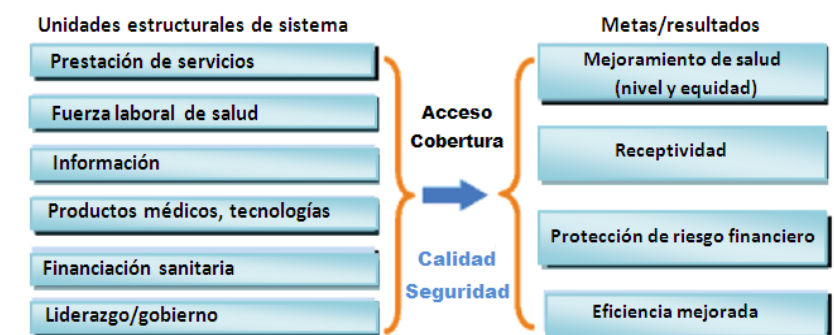 Unidades estructurales de sistema
Prestación de servicios
Fuerza laboral de salud
Información
Productos médicos, tecnologías
Financiación sanitaria
Liderazgo/gobierno
Acceso
Cobertura
Calidad
Seguridad
Metas/resultados
Mejoramiento de salud
(nivel y equidad)
Receptividad
Protección de riesgo financiero
Eficiencia mejorada